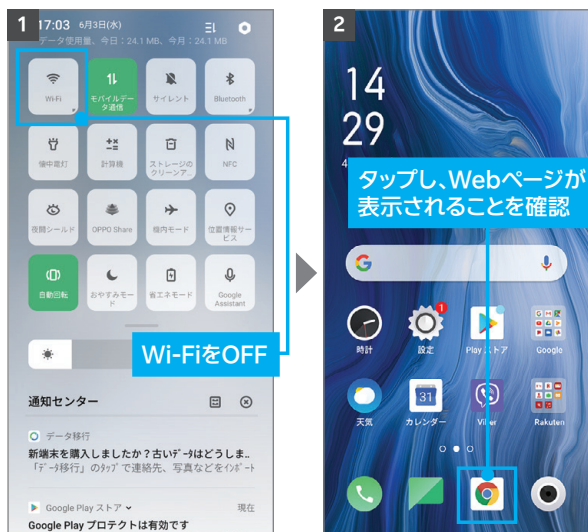 1
17:03 6月3日(水)
データ使用量、今日：24.1 MB、今月：24.1 MB
Wi-Fi
モバイルデー
タ通信
サイレント
Bluetooth
懐中電灯
計算機
ストレージの
クリーンア...
NFC
夜間シールド
OPPO Share
機内モード
位置情報サー
ビス
自動回転
おやすみモー
ド
省エネモード
Google
Assistant
Wi-FiをOFF
通知センター
データ移行
新端末を購入しましたか？古いデータはどうしま..
「データ移行」のタップで連絡先、写真などをインポート
Google Play ストア
現在
Google Play プロテクトは有効です
2
14
29
4
タップし、Webページが
表示されることを確認
G
時計
1
設定
Play ストア
Google
天気
31
カレンダー
Viber
Rakuten